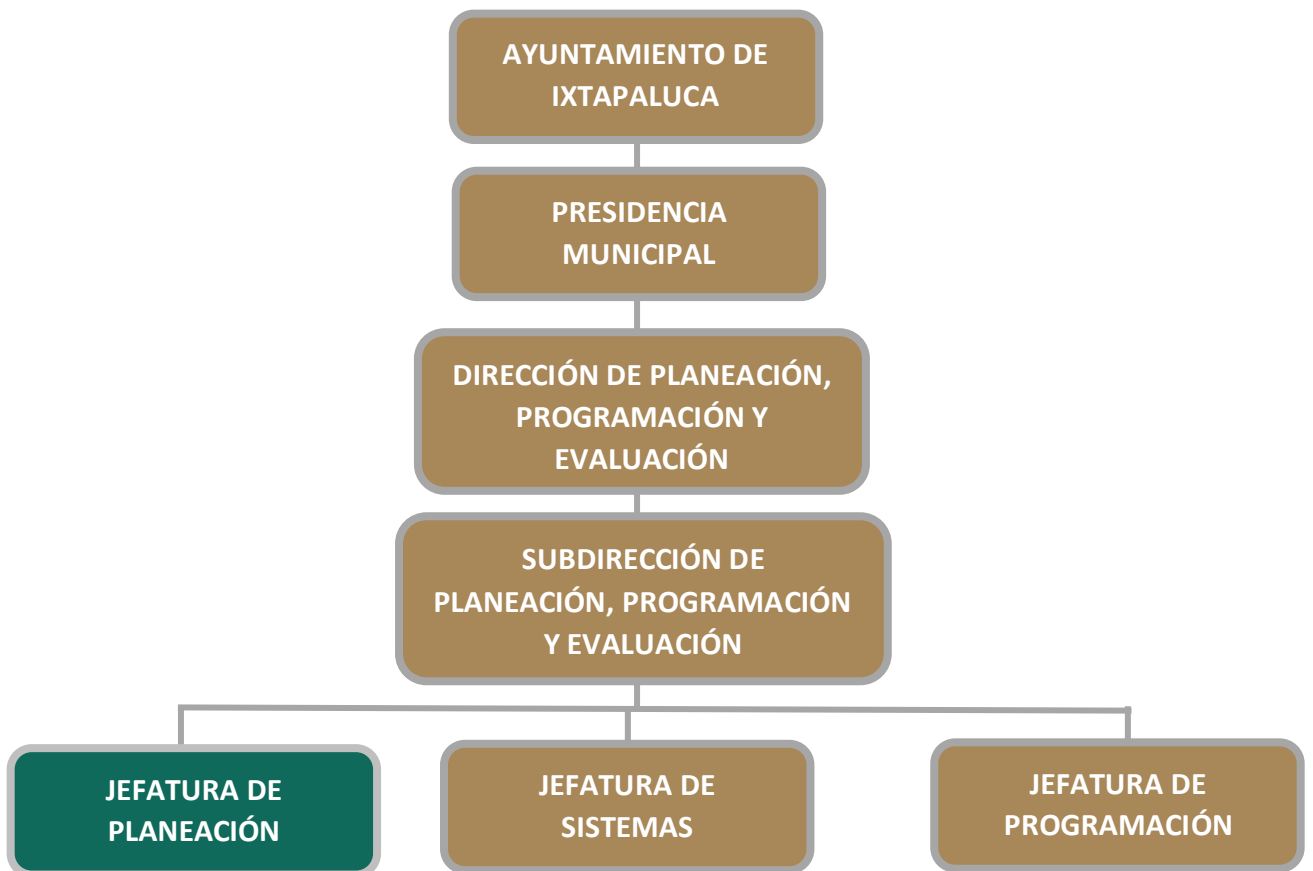 AYUNTAMIENTO DE
IXTAPALUCA
PRESIDENCIA
MUNICIPAL
DIRECCIÓN DE PLANEACIÓN,
PROGRAMACIÓN Y
EVALUACIÓN
SUBDIRECCIÓN DE
PLANEACIÓN, PROGRAMACIÓN
Y EVALUACIÓN
JEFATURA DE
PLANEACIÓN
JEFATURA DE
SISTEMAS
JEFATURA DE
PROGRAMACIÓN